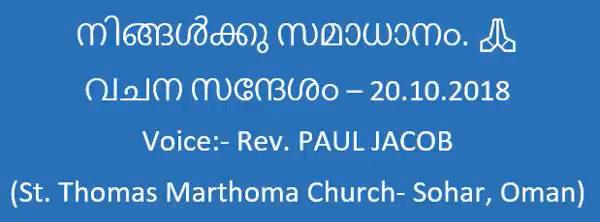 നിങ്ങൾക്കു സമാധാനം. 🙏
വചന സന്ദേശം – 20.10.2018
Voice:- Rev. PAUL JACOB
(St. Thomas Marthoma Church- Sohar, Oman)